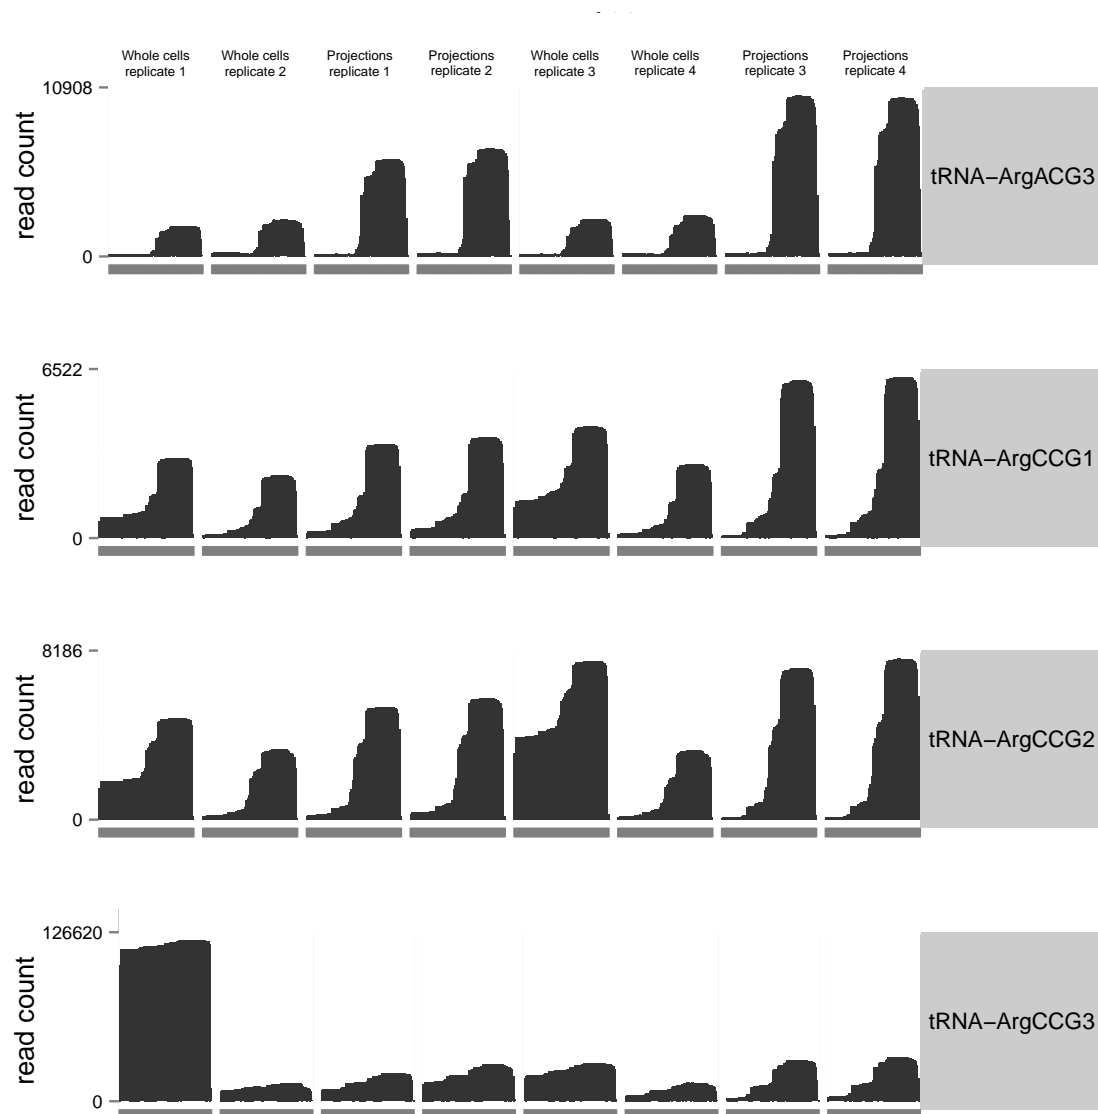 Whole cells Whole cells Projections Projections Whole cells Whole cells Projections Projections
replicate 1 replicate 2 replicate 1 replicate 2 replicate 3 replicate 4 replicate 3 replicate 4
10908
read count
tRNA−ArgACG3
0
6522
read count
tRNA−ArgCCG1
0
8186
read count
tRNA−ArgCCG2
0
126620
read count
tRNA−ArgCCG3
0